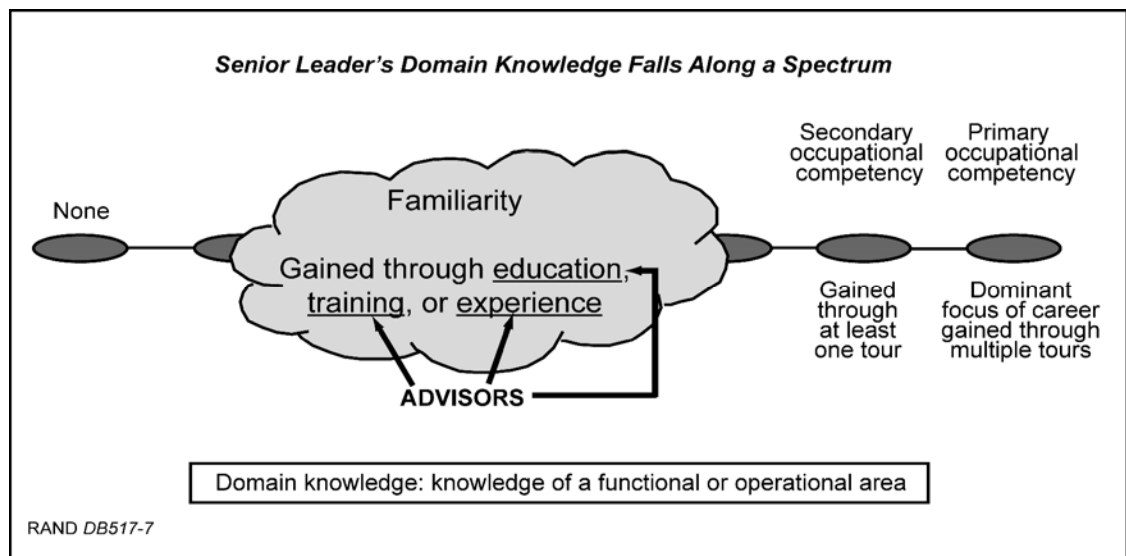 Senior Leader's Domain Knowledge Falls Along a Spectrum
None
Familiarity
Gained through education,
training, or experience
ADVISORS
Secondary
occupational
competency
Gained
through
at least
one tour
Primary
occupational
competency
Dominant
focus of career
gained through
multiple tours
Domain knowledge: knowledge of a functional or operational area
RAND DB517-7